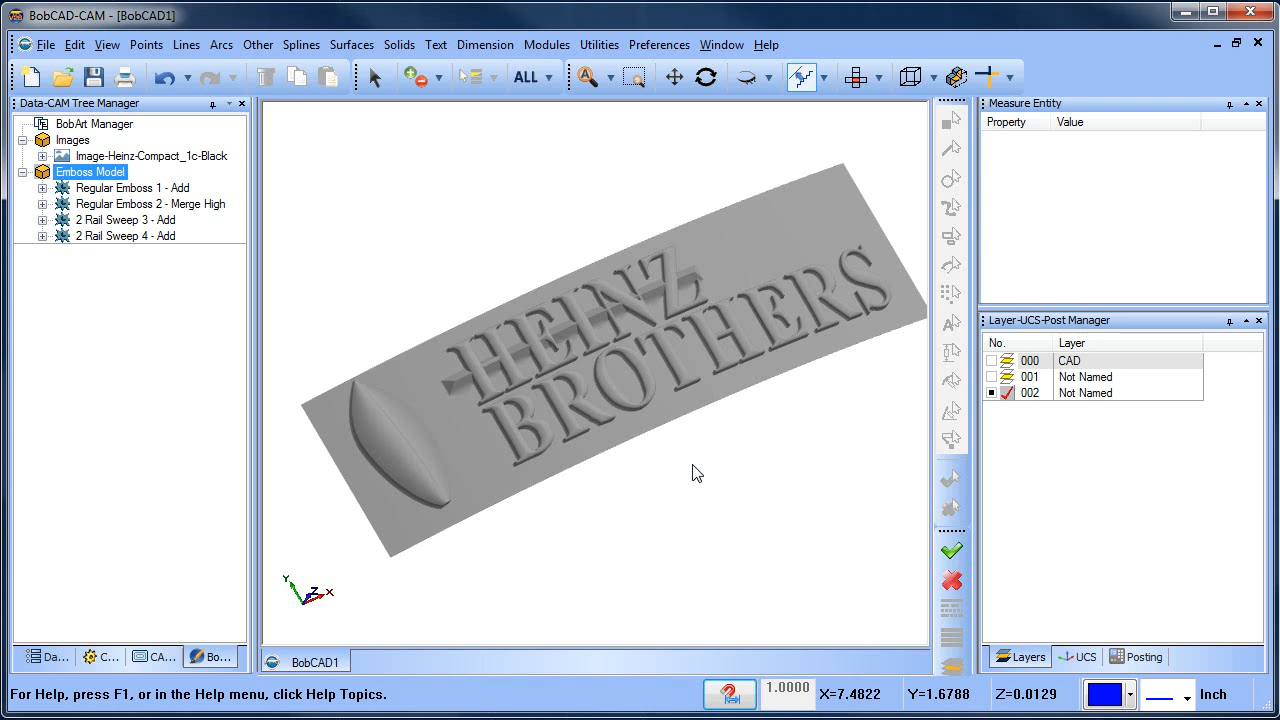 BobCAD-CAM - [BobCAD1]
File Edit View Points Lines Arcs Other Splines Surfaces Solids Text Dimension Modules Utilities Preferences Window Help
ALL
Data-CAM Tree Manager
BobArt Manager
Images
Image-Heinz-Compact_1c-Black
Emboss Model
Regular Emboss 1 - Add
Regular Emboss 2 - Merge High
2 Rail Sweep 3 - Add
2 Rail Sweep 4 - Add
HEINZ
BROTHERS
Y Z X
Measure Entity
Property Value
Layer-UCS-Post Manager
No. Layer
000 CAD
001 Not Named
002 Not Named
Da... C... CA... Bo...
BobCAD1
Layers UCS Posting
For Help, press F1, or in the Help menu, click Help Topics.
1.0000 X=7.4822 Y=1.6788 Z=0.0129 Inch